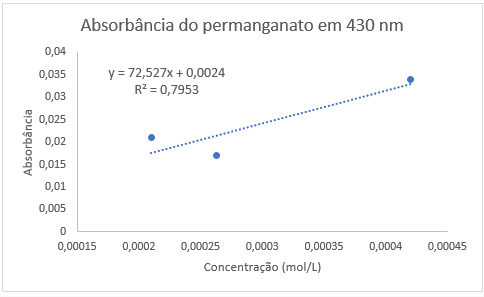 Absorbância do permanganato em 430 nm
0,04
0,035
0,03
0,025
0,02
0,015
0,01
0,005
0
y = 72,527x + 0,0024
R² = 0,7953
Absorbância
0,00015 0,0002 0,00025 0,0003 0,00035 0,0004 0,00045
Concentração (mol/L)